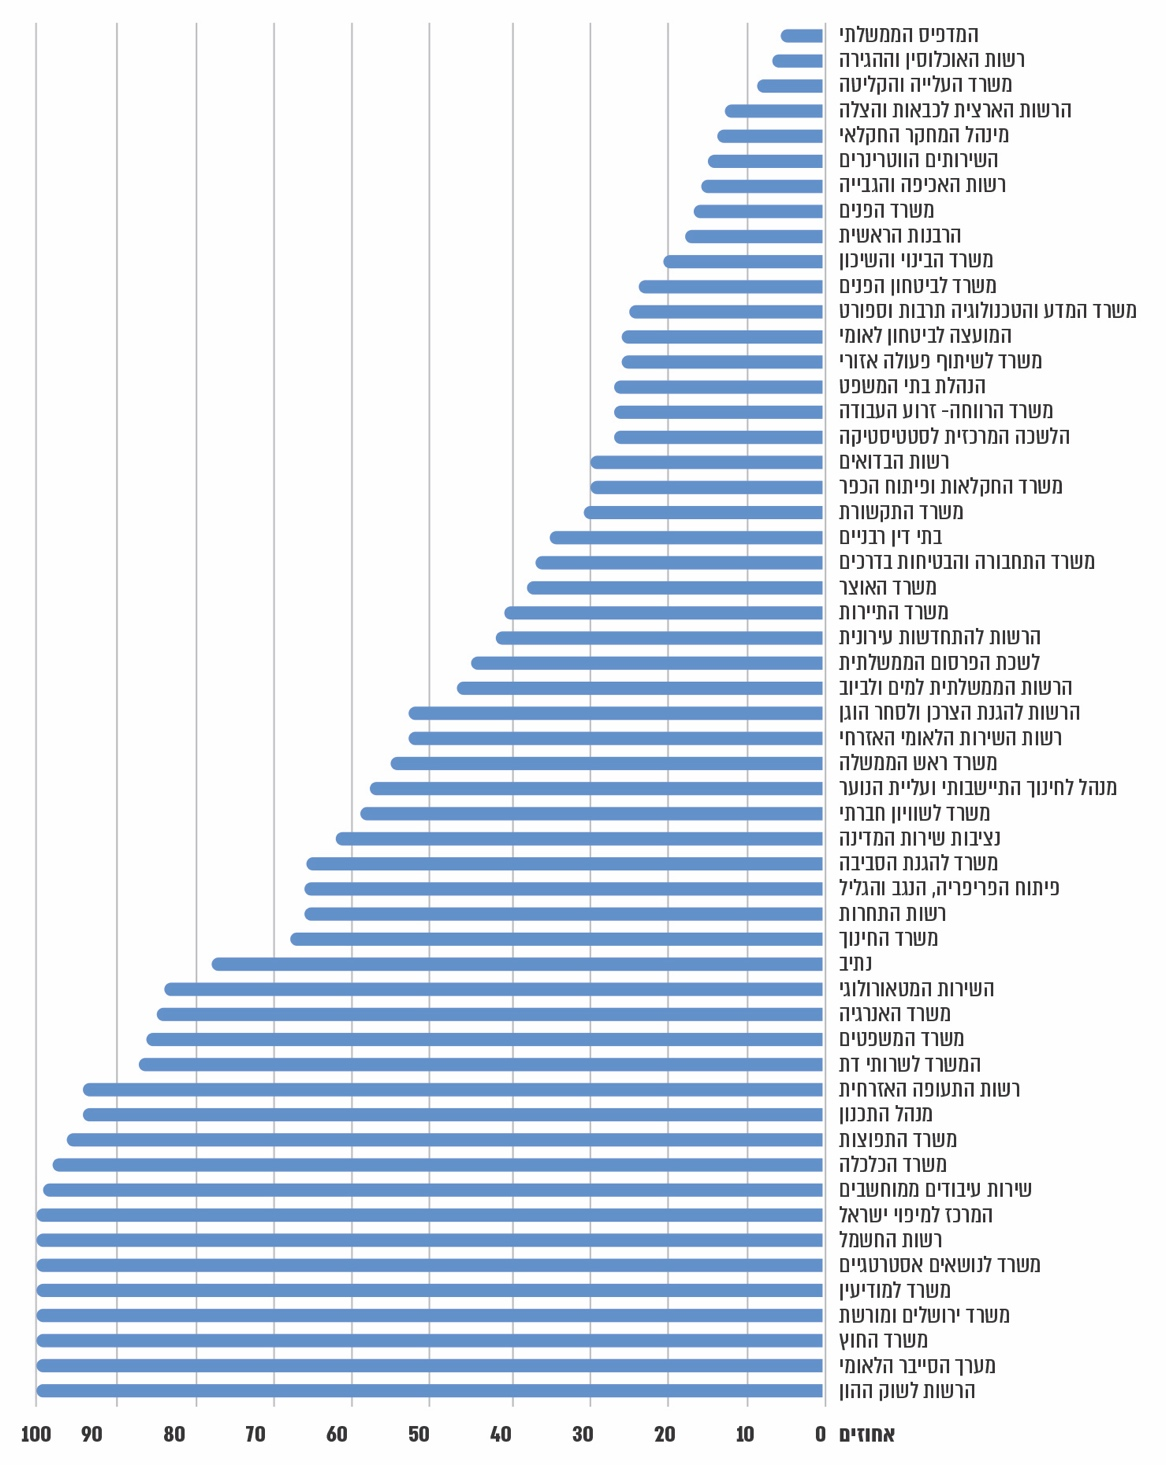 המדפיס הממשלתי
רשות האוכלוסין וההגירה
משרד העלייה והקליטה
הרשות הארצית לכבאות והצלה
מינהל המחקר החקלאי
השירותים הווטרינרים
רשות האכיפה והגבייה
משרד הפנים
הרבנות הראשית
משרד הבינוי והשיכון
משרד לביטחון הפנים
משרד המדע והטכנולוגיה תרבות וספורט
המועצה לביטחון לאומי
משרד לשיתוף פעולה אזורי
הנהלת בתי המשפט
משרד הרווחה- זרוע העבודה
הלשכה המרכזית לסטטיסטיקה
רשות הבדואים
משרד החקלאות ופיתוח הכפר
משרד התקשורת
בתי דין רבניים
משרד התחבורה והבטיחות בדרכים
משרד האוצר
משרד התיירות
הרשות להתחדשות עירונית
לשכת הפרסום הממשלתית
הרשות הממשלתית למים ולביוב
הרשות להגנת הצרכן ולסחר הוגן
רשות השירות הלאומי האזרחי
משרד ראש הממשלה
מנהל לחינוך התיישבותי ועליית הנוער
משרד לשוויון חברתי
נציבות שירות המדינה
משרד להגנת הסביבה
פיתוח הפריפריה, הנגב והגליל
רשות התחרות
משרד החינוך
נתיב
השירות המטאורולוגי
משרד האנרגיה
משרד המשפטים
המשרד לשרותי דת
רשות התעופה האזרחית
מנהל התכנון
משרד התפוצות
משרד הכלכלה
שירות עיבודים ממוחשבים
המרכז למיפוי ישראל
רשות החשמל
משרד לנושאים אסטרטגיים
משרד למודיעין
משרד ירושלים ומורשת
משרד החוץ
מערך הסייבר הלאומי
הרשות לשוק ההון
אחוזים 0 10 20 30 40 50 60 70 80 90 100